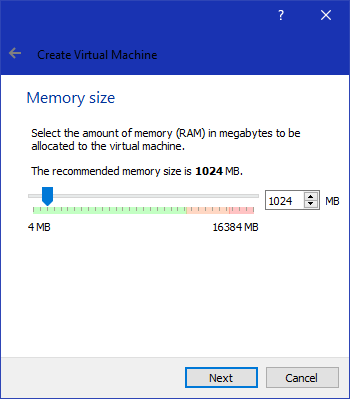 ?
Create Virtual Machine
Memory size
Select the amount of memory (RAM) in megabytes to be
allocated to the virtual machine.
The recommended memory size is 1024 MB.
1024 MB
4 MB 16384 MB
Next Cancel